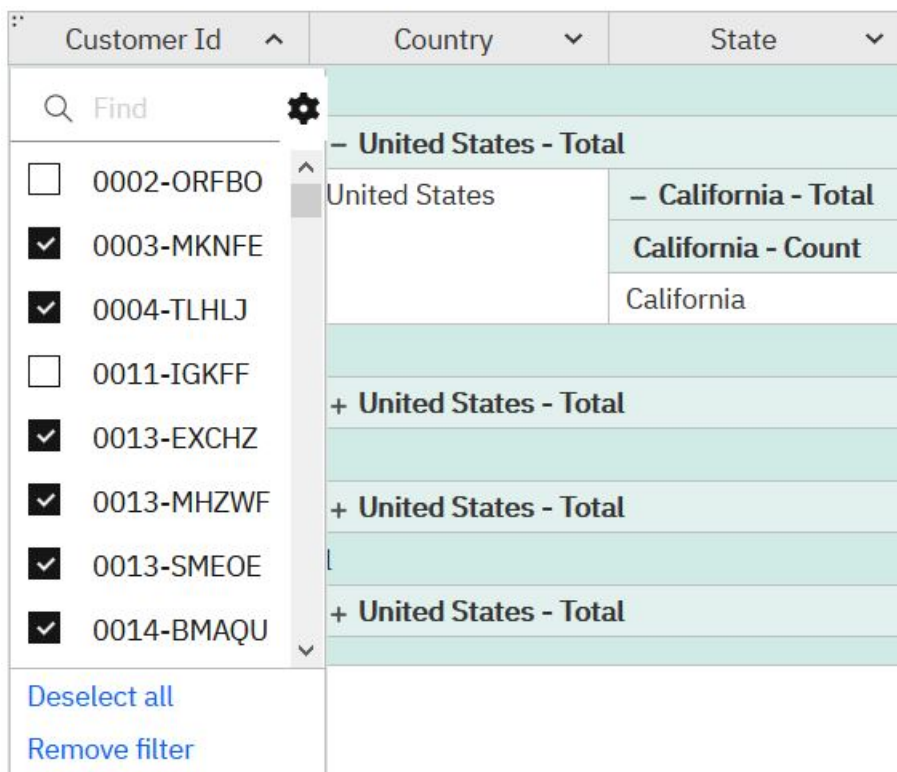 Customer Id Country State
Find
– United States - Total
0002-ORFBO
United States – California - Total
0003-MKNFE
California - Count
0004-TLHLJ
California
0011-IGKFF
+ United States - Total
0013-EXCHZ
0013-MHZWF
+ United States - Total
0013-SMEOE
+ United States - Total
0014-BMAQU
Deselect all
Remove filter